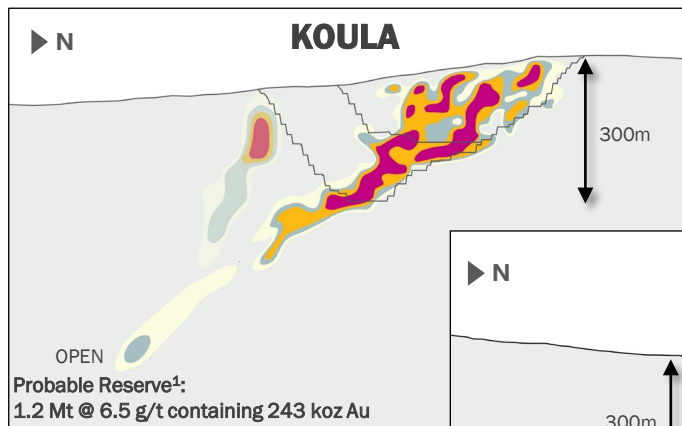 N
KOULA
300m
OPEN
Probable Reserve¹:
1.2 Mt @ 6.5 g/t containing 243 koz Au
N
300m